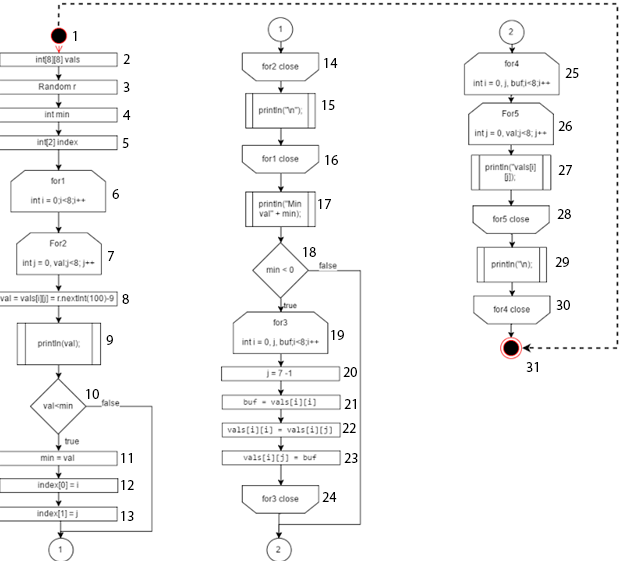 1
int[8][8] vals
2
Random r
3
int min
4
int[2] index
5
for1
int i = 0;i<8;i++
6
For2
int j = 0, val;j<8; j++
7
val = vals[i][j] = r.nextInt(100)-9
8
println(val);
9
val<min
10
false
true
min = val
11
index[0] = i
12
index[1] = j
13
1
1
for2 close
14
println("\n");
15
for1 close
16
println("Min
val" + min);
17
min < 0
18
false
true
for3
int i = 0, j, buf;i<8;i++
19
j = 7 -1
20
buf = vals[i][i]
21
vals[i][i] = vals[i][j]
22
vals[i][j] = buf
23
for3 close
24
2
2
for4
int i = 0, j, buf;i<8;i++
25
For5
int j = 0, val;j<8; j++
26
println("vals[i]
[j]);
27
for5 close
28
println("\n);
29
for4 close
30
31